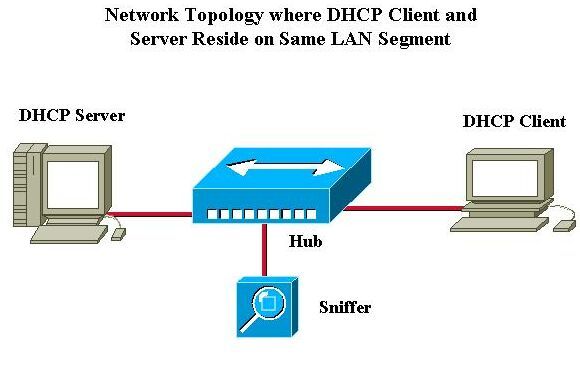 Network Topology where DHCP Client and
Server Reside on Same LAN Segment
DHCP Server
DHCP Client
Hub
Sniffer